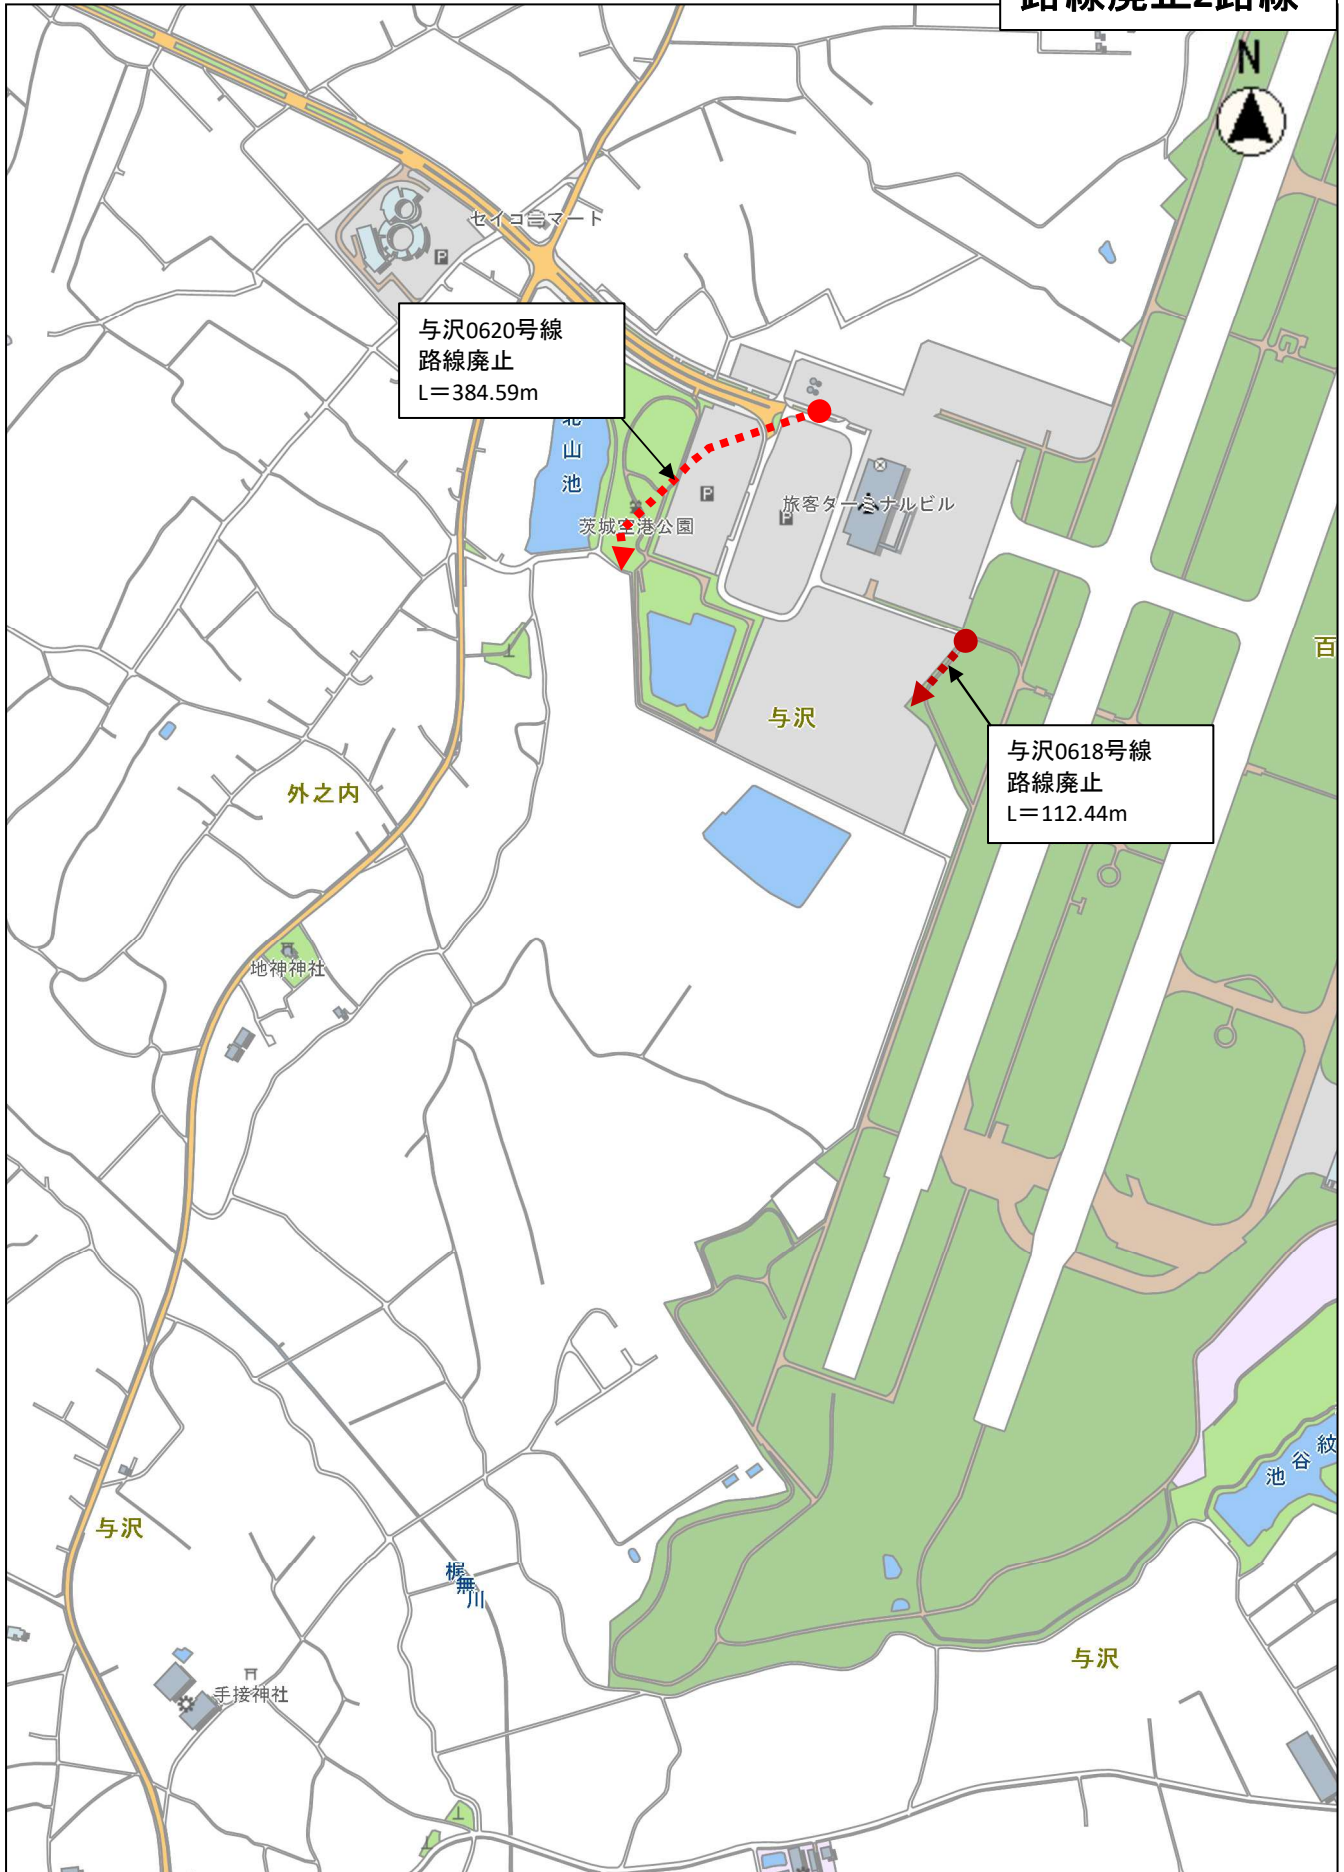 路線廃止2路線
N
セイコーマート
P
与沢0620号線
路線廃止
L＝384.59m
北山池
P
P
旅客ターミナルビル
茨城空港公園
百
与沢
与沢0618号線
路線廃止
L＝112.44m
外之内
地神神社
紋谷池
与沢
梶無川
与沢
手接神社